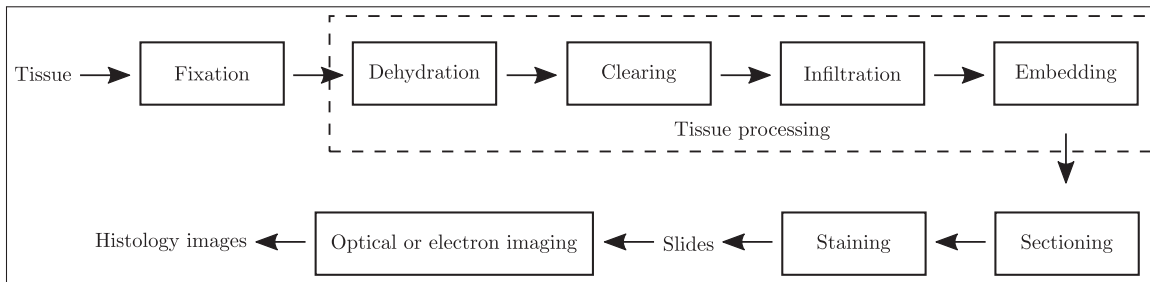 Tissue
Fixation
Dehydration
Clearing
Infiltration
Embedding
Tissue processing
Sectioning
Staining
Slides
Optical or electron imaging
Histology images